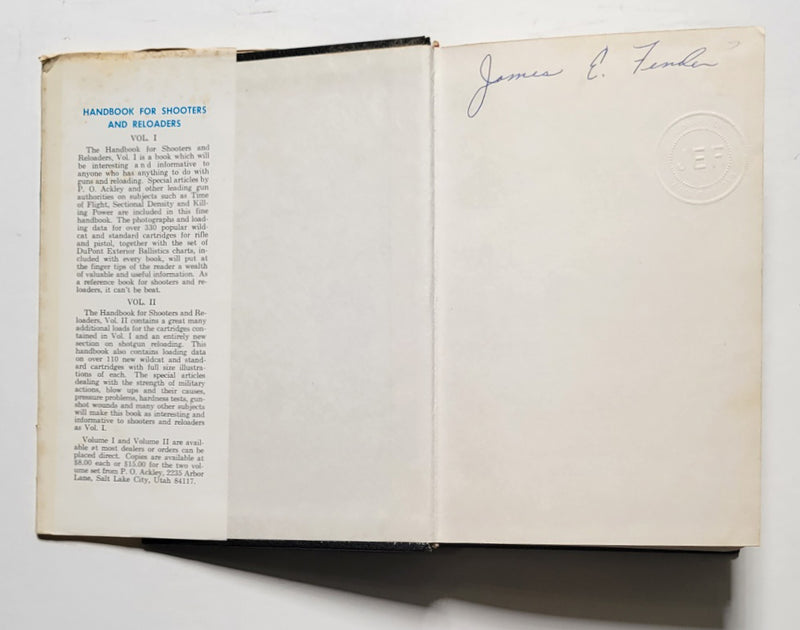 HANDBOOK FOR SHOOTERS
AND RELOADERS
VOL. I
The Handbook for Shooters and
Reloaders, Vol. I is a book which will
be interesting and informative to
anyone who has anything to do with
guns and reloading. Special articles by
P. O. Ackley and other leading gun
authorities on subjects such as Time
of Flight, Sectional Density and Kill-
ing Power are included in this fine
handbook. The photographs and load-
ing data for over 330 popular wild-
cat and standard cartridges for rifle
and pistol, together with the set of
DuPont Exterior Ballistics charts, in-
cluded with every book, will put at
the finger tips of the reader a wealth
of valuable and useful information. As
a reference book for shooters and re-
loaders, it can't be beat.
VOL. II
The Handbook for Shooters and Re-
loaders, Vol. II contains a great many
additional loads for the cartridges con-
tained in Vol. I and an entirely new
section on shotgun reloading. This
handbook also contains loading data
on over 110 new wildcat and stand-
ard cartridges with full size illustra-
tions of each. The special articles
dealing with the strength of military
actions, blow ups and their causes,
pressure problems, hardness tests, gun-
shot wounds and many other subjects
will make this book as interesting and
informative to shooters and reloaders
as Vol. I.
Volume I and Volume II are avail-
able at most dealers or orders can be
placed direct. Copies are available at
$8.00 each or $15.00 for the two vol-
ume set from P. O. Ackley, 2235 Arbor
Lane, Salt Lake City, Utah 84117.
James E. Fender
JEF